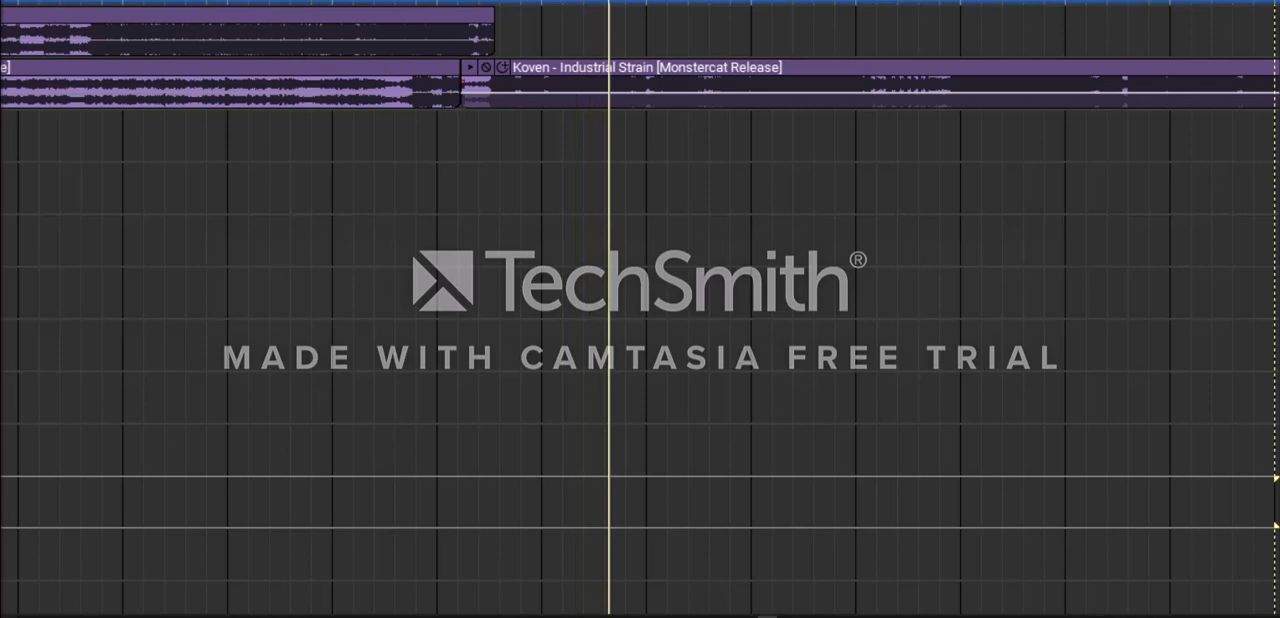 e]
Koven - Industrial Strain [Monstercat Release]
TechSmith®
MADE WITH CAMTASIA FREE TRIAL